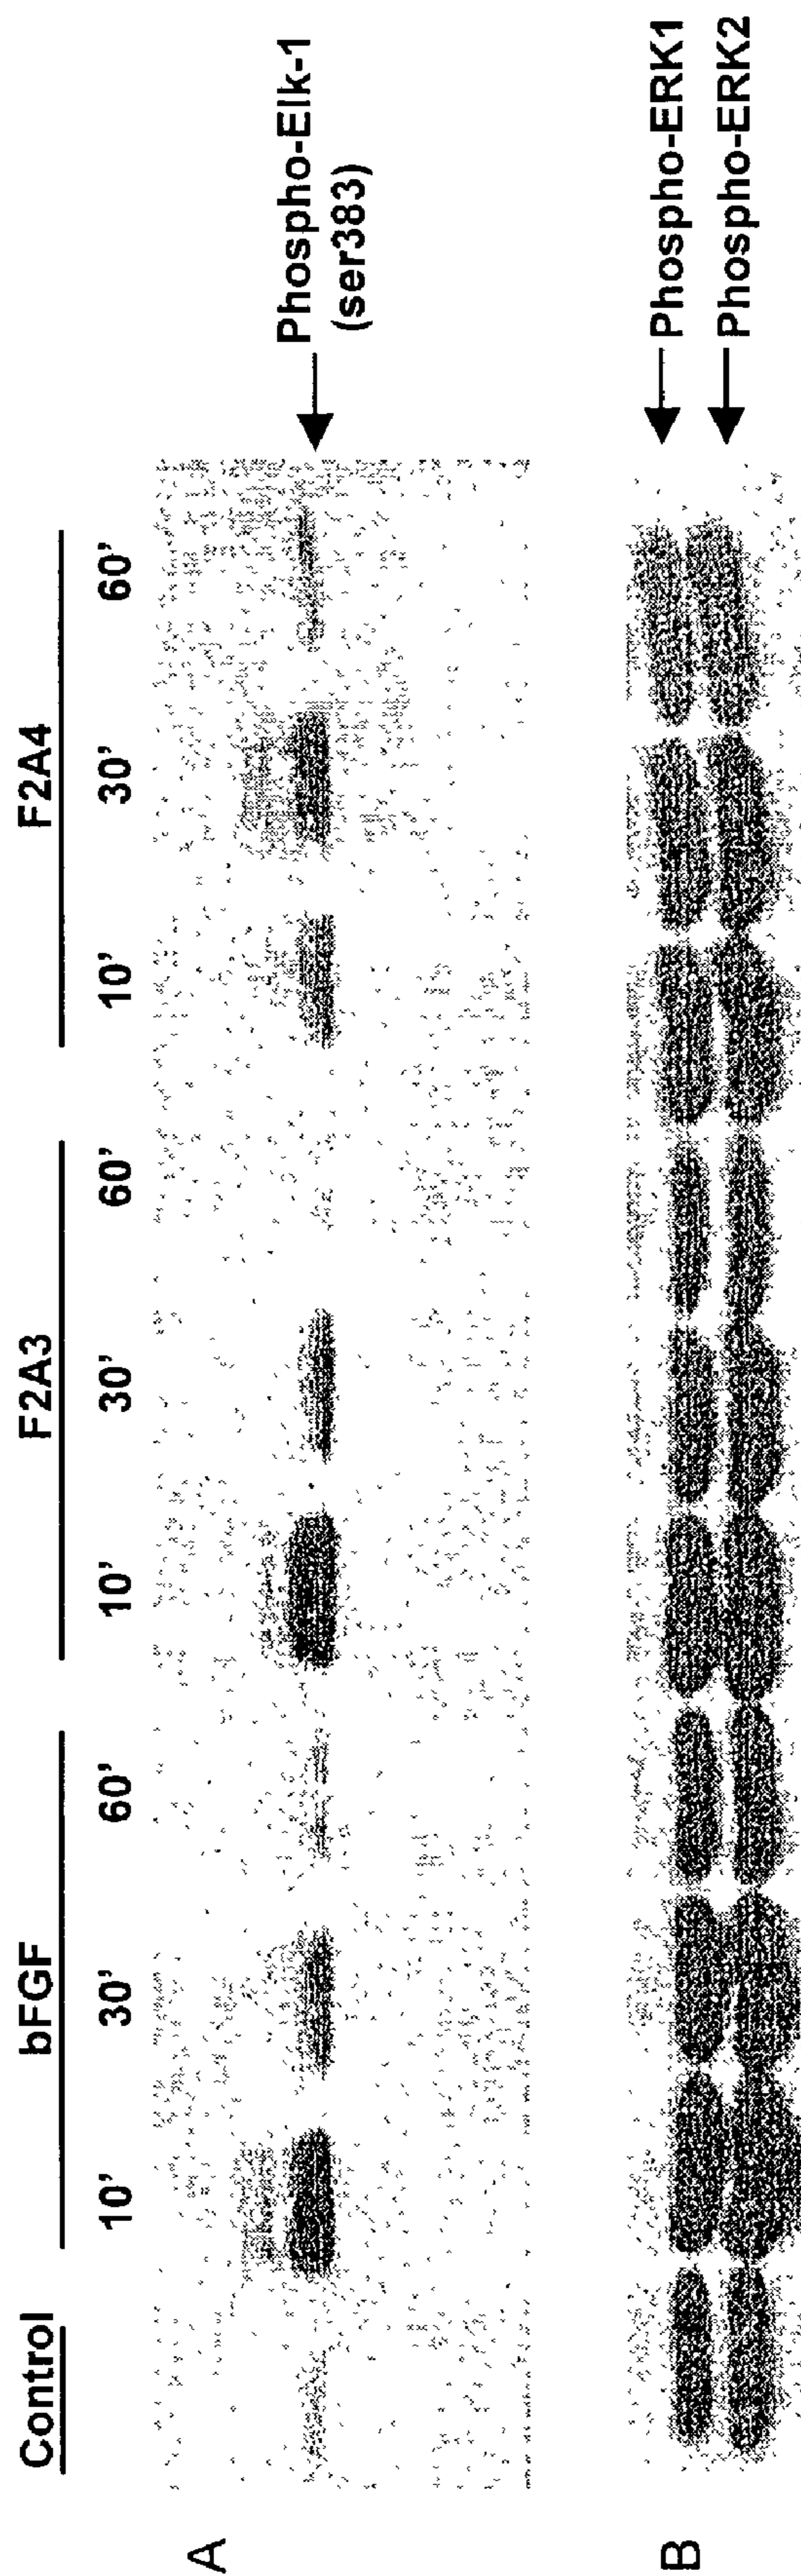 Control bFGF F2A3 F2A4
10' 30' 60' 10' 30' 60' 10' 30' 60'
A
Phospho-Elk-1
(ser383)
B
Phospho-ERK1
Phospho-ERK2